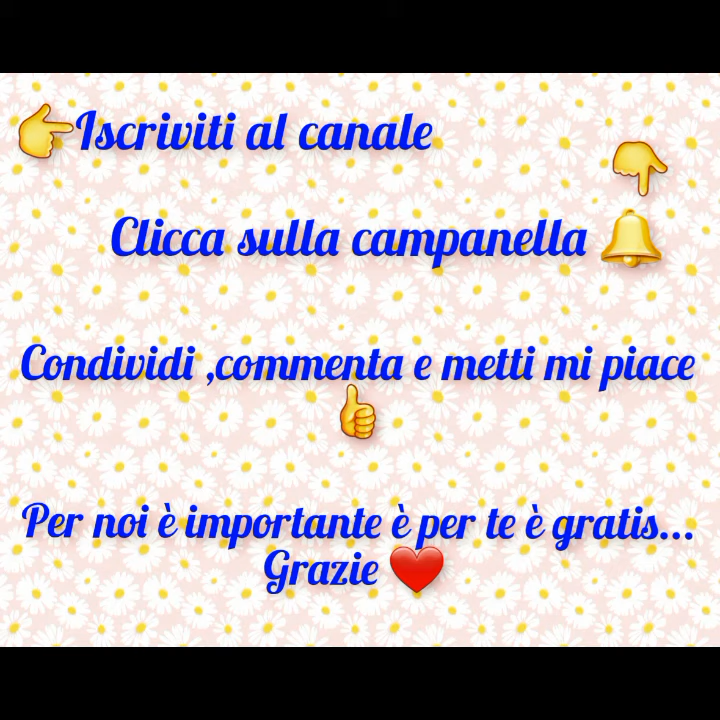 👉Iscriviti al canale
👇
Clicca sulla campanella 🔔
Condividi ,commenta e metti mi piace
👍
Per noi è importante è per te è gratis...
Grazie ❤️